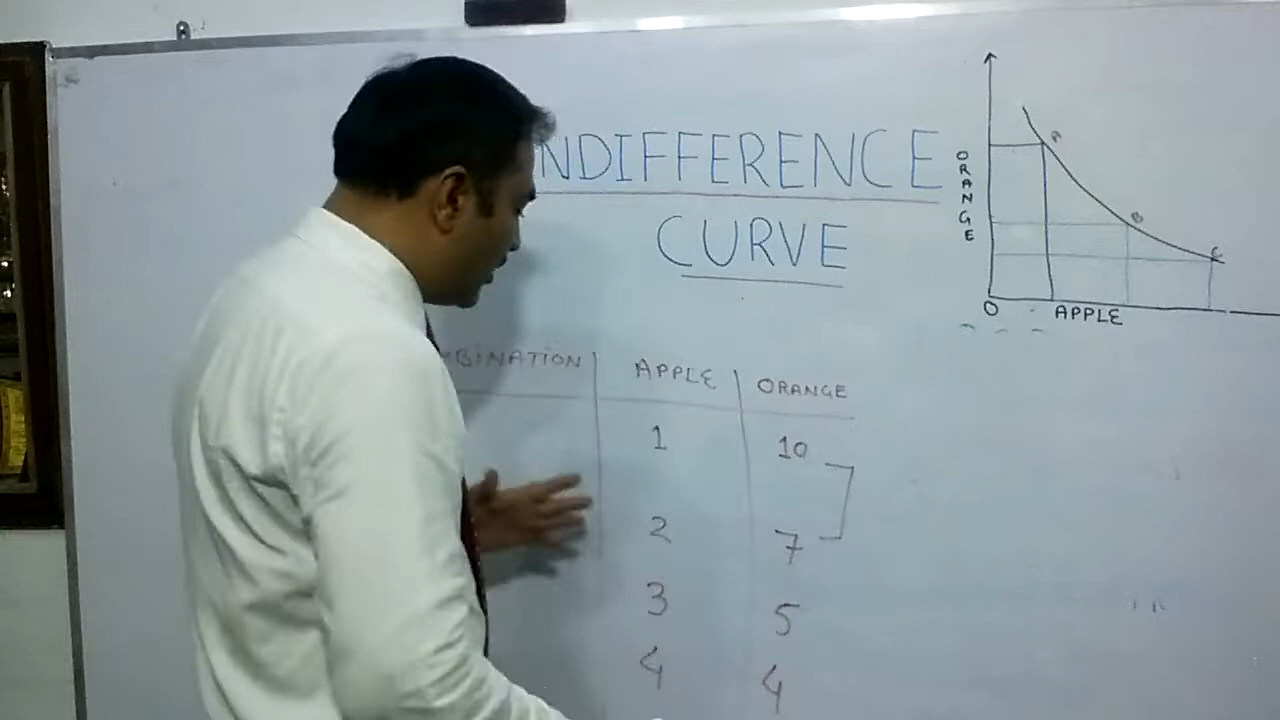 NDIFFERENCE
CURVE
BINATION APPLE ORANGE
1 10
2 7
3 5
4 4
ORANGE
A
B
C
O APPLE